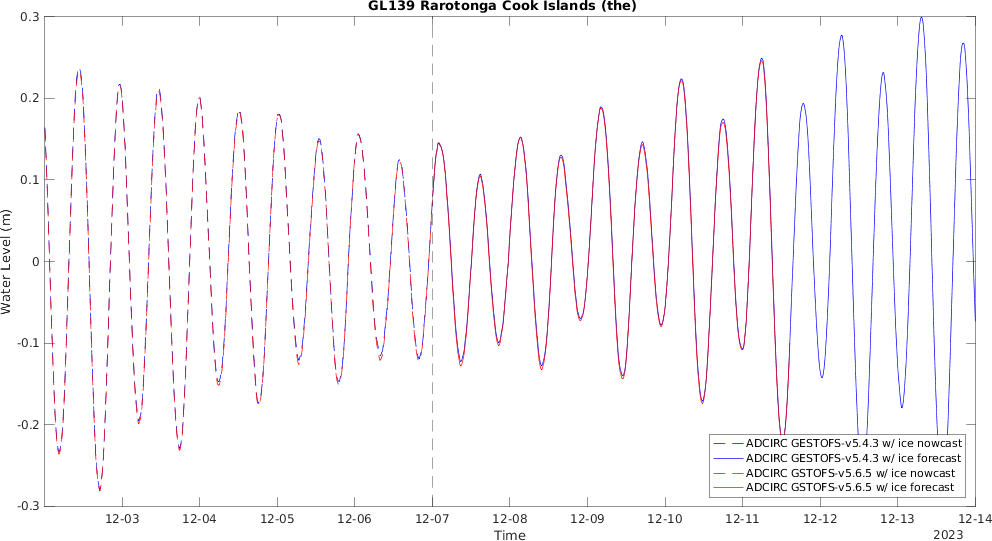 GL139 Rarotonga Cook Islands (the)
0.3
0.2
0.1
0
-0.1
-0.2
-0.3
Water Level (m)
ADCIRC GESTOFS-v5.4.3 w/ ice nowcast
ADCIRC GESTOFS-v5.4.3 w/ ice forecast
ADCIRC GSTOFS-v5.6.5 w/ ice nowcast
ADCIRC GSTOFS-v5.6.5 w/ ice forecast
12-03 12-04 12-05 12-06 12-07 12-08 12-09 12-10 12-11 12-12 12-13 12-14
Time
2023